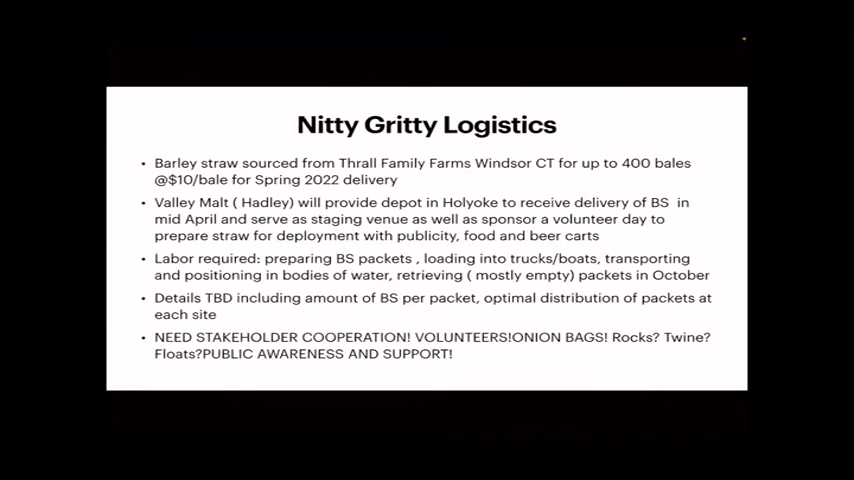 Nitty Gritty Logistics
• Barley straw sourced from Thrall Family Farms Windsor CT for up to 400 bales
@$10/bale for Spring 2022 delivery
• Valley Malt ( Hadley) will provide depot in Holyoke to receive delivery of BS in
mid April and serve as staging venue as well as sponsor a volunteer day to
prepare straw for deployment with publicity, food and beer carts
• Labor required: preparing BS packets , loading into trucks/boats, transporting
and positioning in bodies of water, retrieving ( mostly empty) packets in October
• Details TBD including amount of BS per packet, optimal distribution of packets at
each site
• NEED STAKEHOLDER COOPERATION! VOLUNTEERS!ONION BAGS! Rocks? Twine?
Floats?PUBLIC AWARENESS AND SUPPORT!